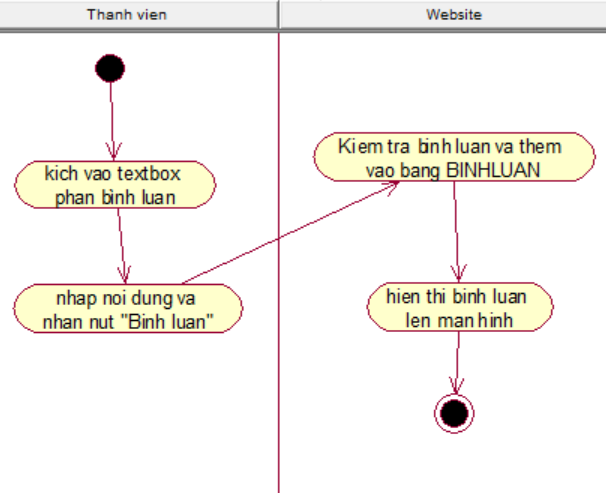 Thanh vien
Website
kich vao textbox
phan bình luan
nhap noi dung va
nhan nut "Binh luan"
Kiem tra binh luan va them
vao bang BINHLUAN
hien thi binh luan
len man hinh